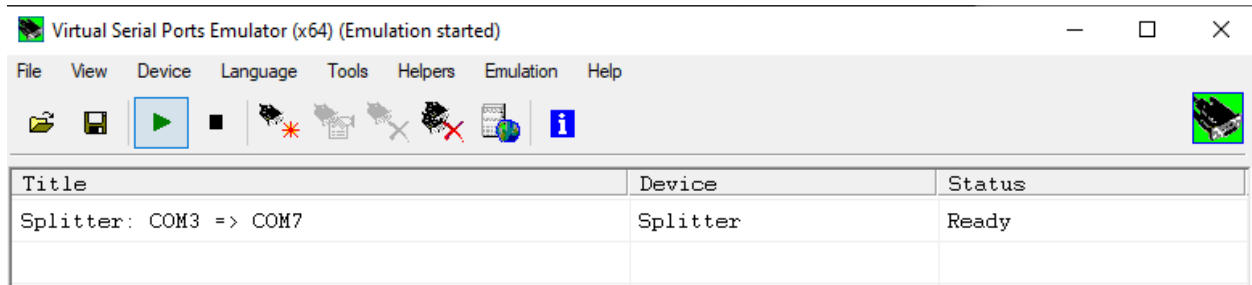 Virtual Serial Ports Emulator (x64) (Emulation started)
File View Device Language Tools Helpers Emulation Help
Title Device Status
Splitter: COM3 => COM7 Splitter Ready